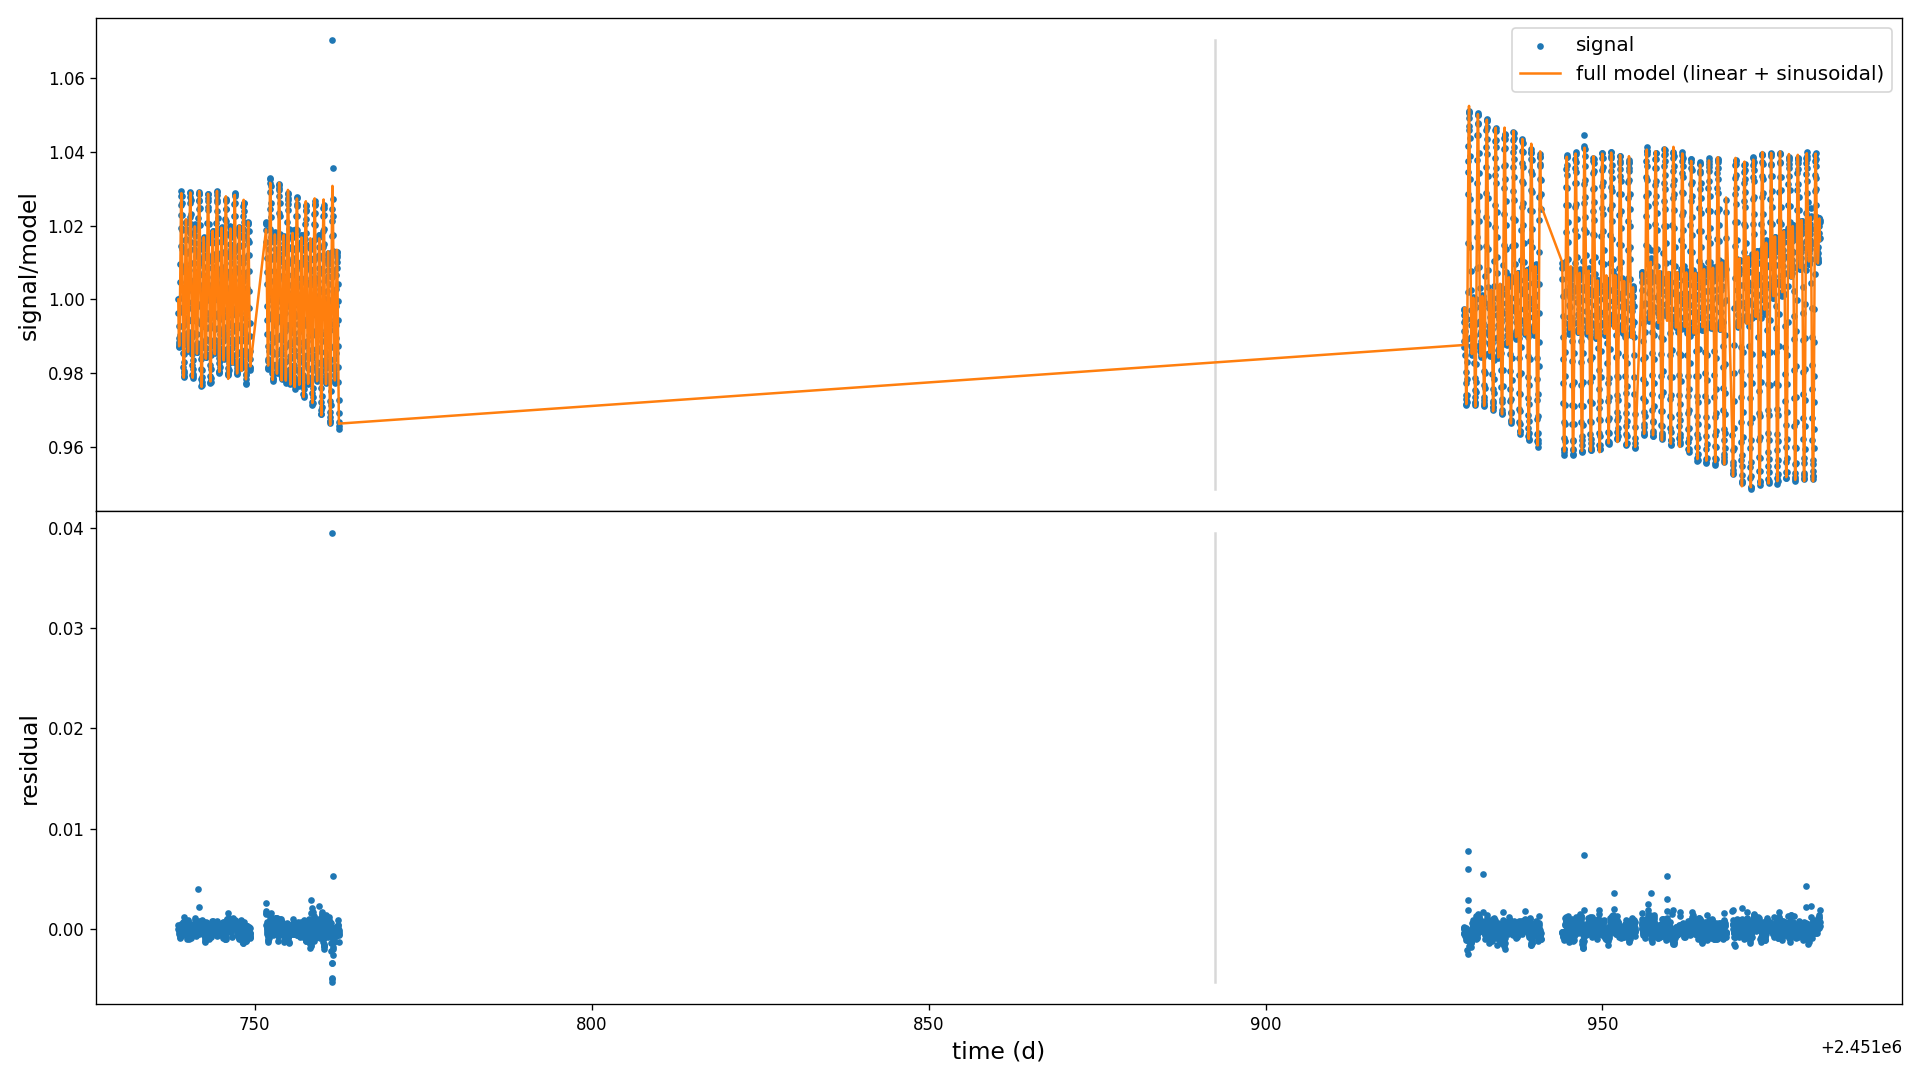 signal
full model (linear + sinusoidal)
signal/model
1.06
1.04
1.02
1.00
0.98
0.96
residual
0.04
0.03
0.02
0.01
0.00
750
800
850
900
950
time (d)
+2.451e6